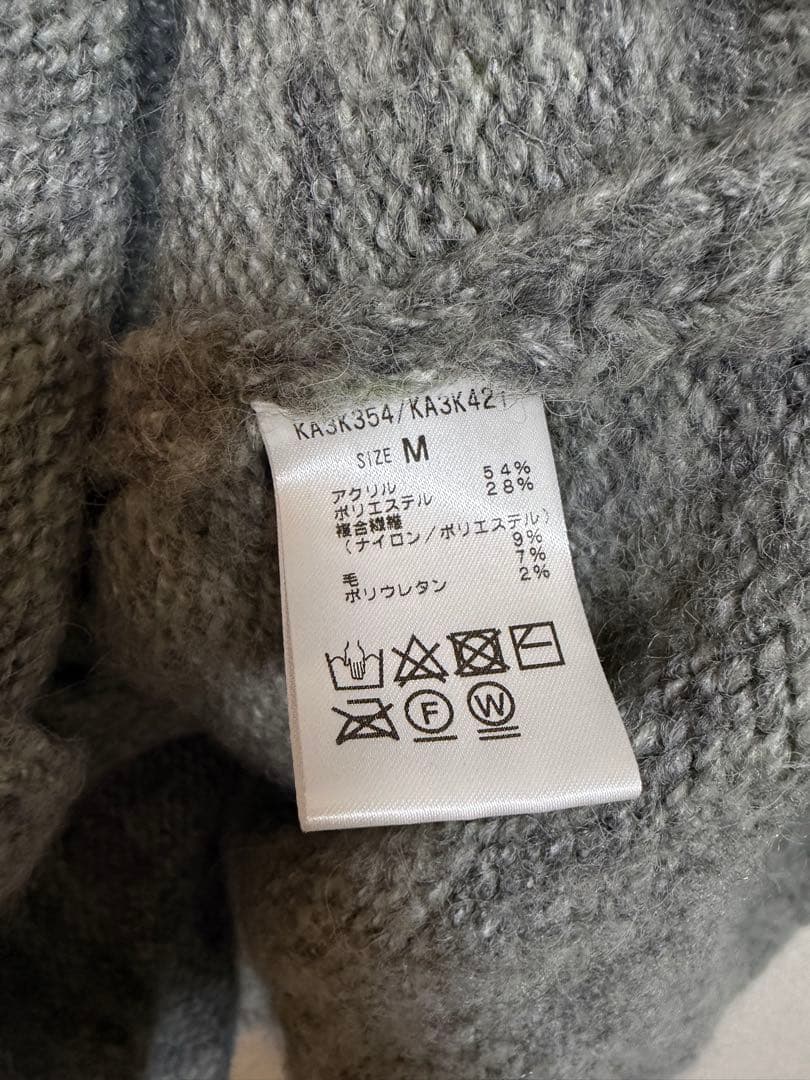 KA3K354/KA3K421
SIZE M
アクリル 54%
ポリエステル 28%
複合繊維
(ナイロン/ポリエステル)
9%
毛 7%
ポリウレタン 2%
F W